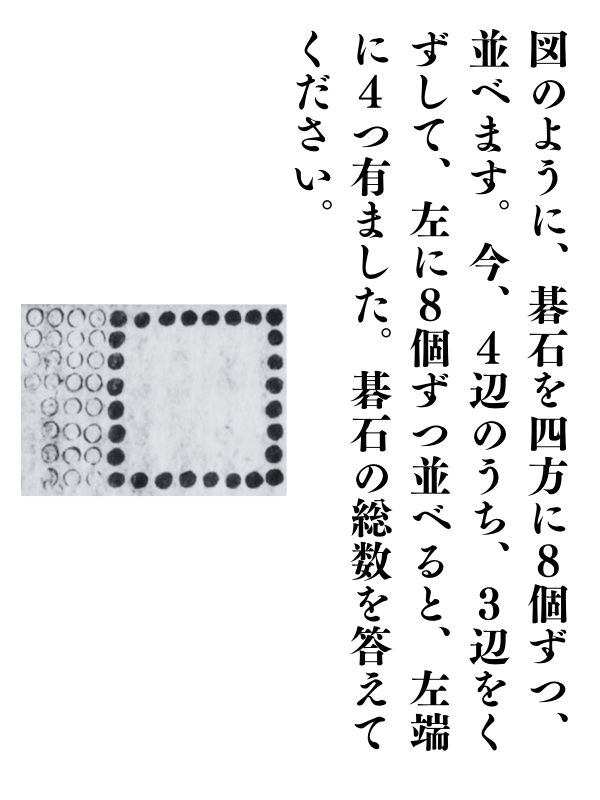 図のように、碁石を四方に8個ずつ、
並べます。今、4辺のうち、3辺をく
ずして、左に8個ずつ並べると、左端
に4つ有ました。碁石の総数を答えて
ください。